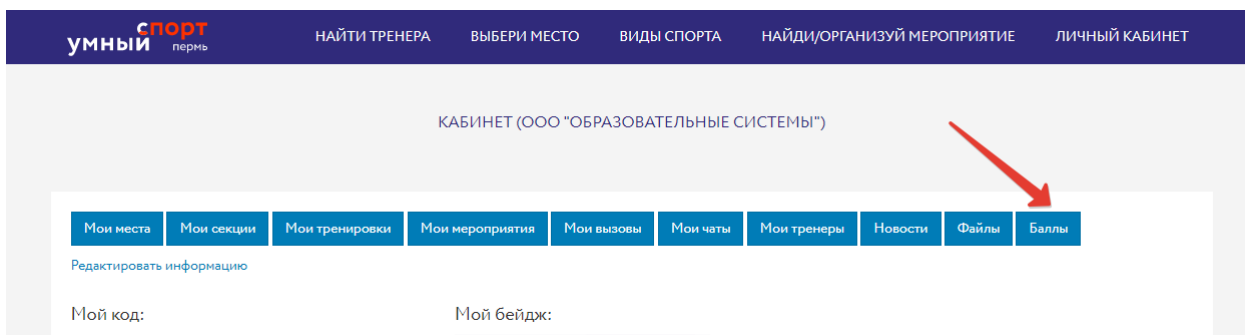 спорт
умный пермь
НАЙТИ ТРЕНЕРА ВЫБЕРИ МЕСТО ВИДЫ СПОРТА НАЙДИ/ОРГАНИЗУЙ МЕРОПРИЯТИЕ ЛИЧНЫЙ КАБИНЕТ
КАБИНЕТ (ООО "ОБРАЗОВАТЕЛЬНЫЕ СИСТЕМЫ")
Мои места Мои секции Мои тренировки Мои мероприятия Мои вызовы Мои чаты Мои тренеры Новости Файлы Баллы
Редактировать информацию
Мой код: Мой бейдж: